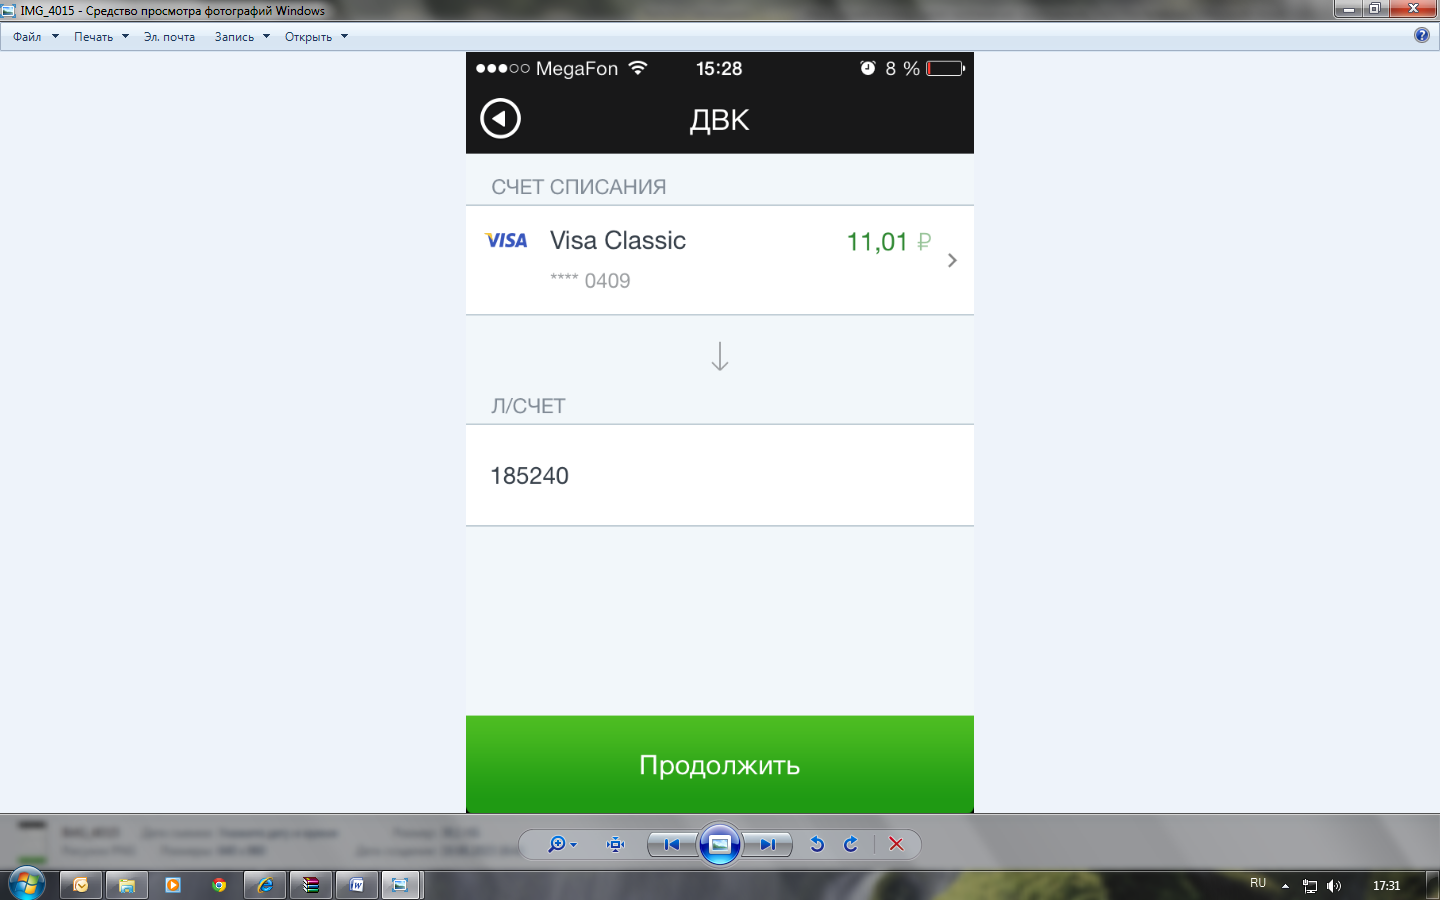 IMG_4015 - Средство просмотра фотографий Windows
Файл Печать Эл. почта Запись Открыть
MegaFon 15:28 8 %
ДВК
СЧЕТ СПИСАНИЯ
VISA Visa Classic 11,01 ₽
**** 0409
Л/СЧЕТ
185240
Продолжить
IMG_4015
RU 17:31